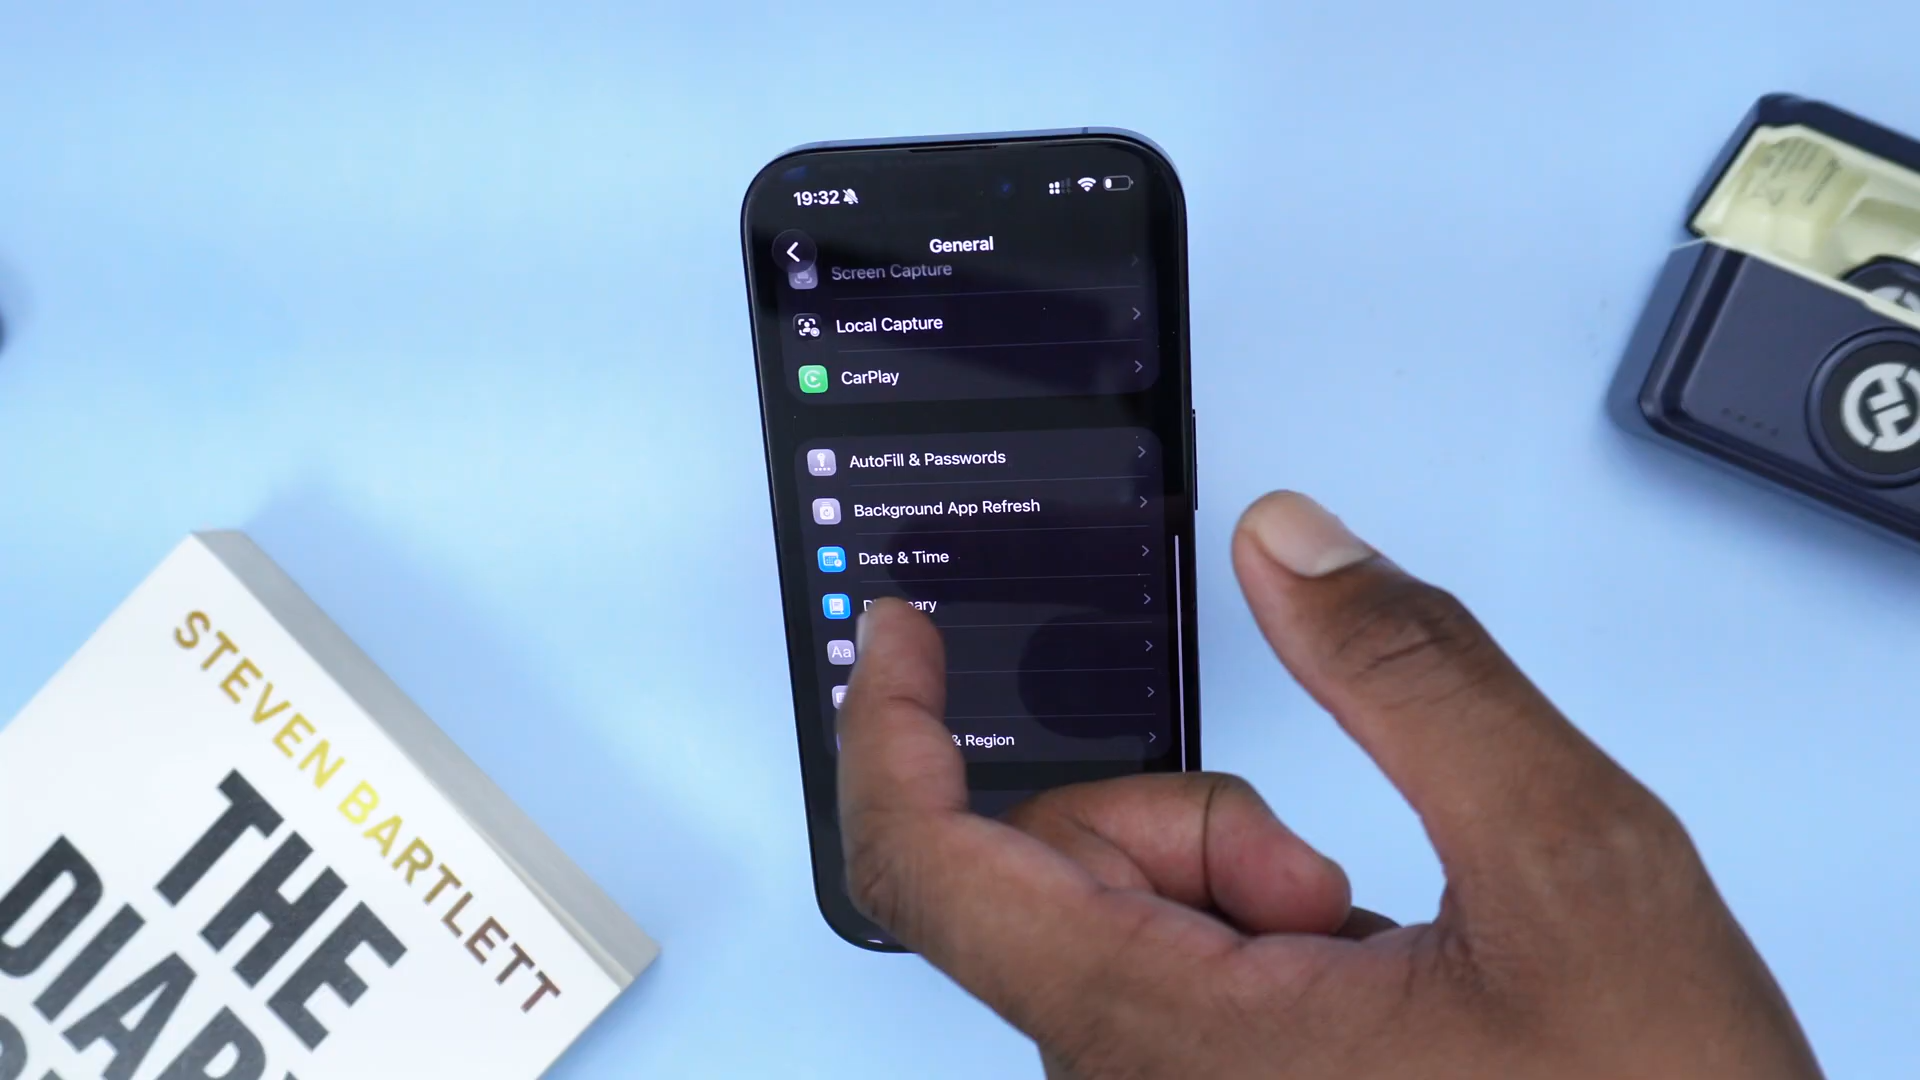 19:32
General
Screen Capture
Local Capture
CarPlay
AutoFill & Passwords
Background App Refresh
Date & Time
Aa
& Region
STEVEN BARTLETT
THE